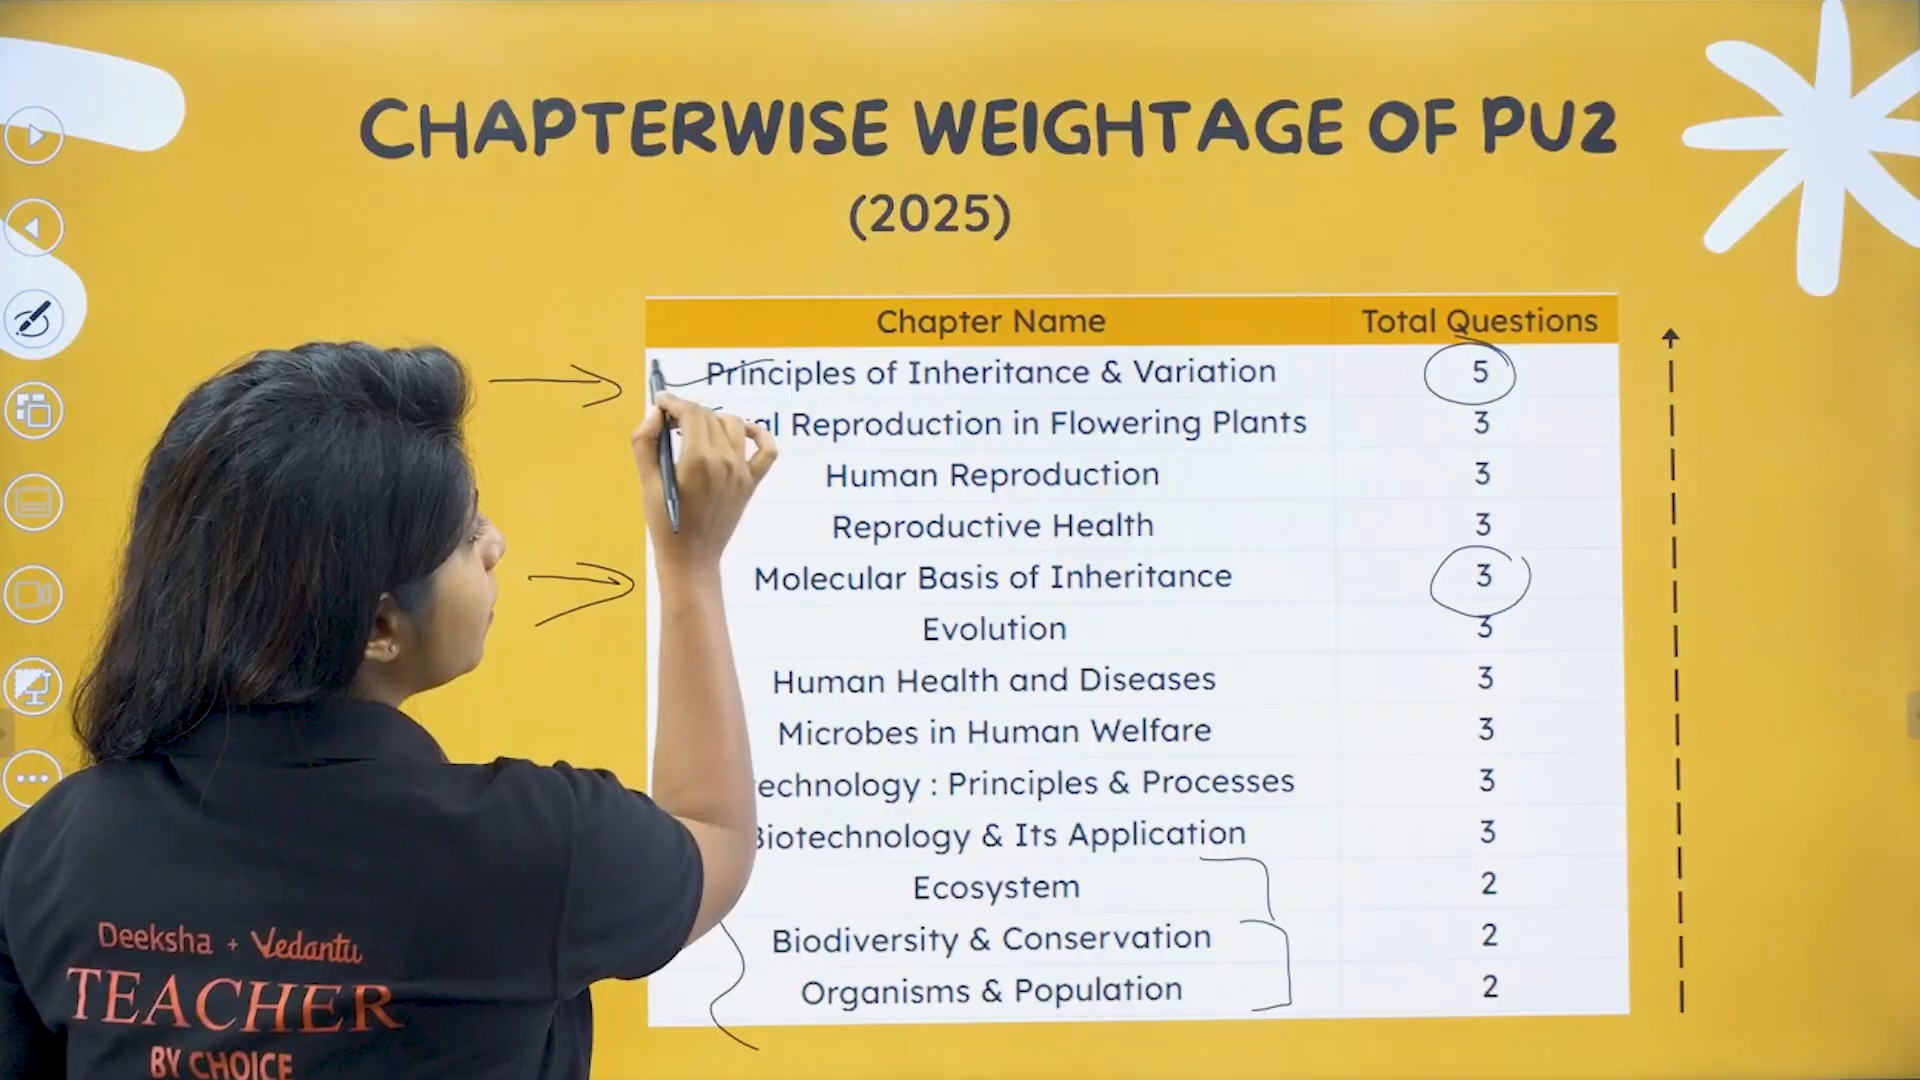 CHAPTERWISE WEIGHTAGE OF PU2
(2025)
Chapter Name Total Questions
Principles of Inheritance & Variation 5
Reproduction in Flowering Plants 3
Human Reproduction 3
Reproductive Health 3
Molecular Basis of Inheritance 3
Evolution 3
Human Health and Diseases 3
Microbes in Human Welfare 3
: Principles & Processes 3
Biotechnology & Its Application 3
Ecosystem 2
Biodiversity & Conservation 2
Organisms & Population 2
Deeksha + Vedantu
TEACHER
BY CHOICE